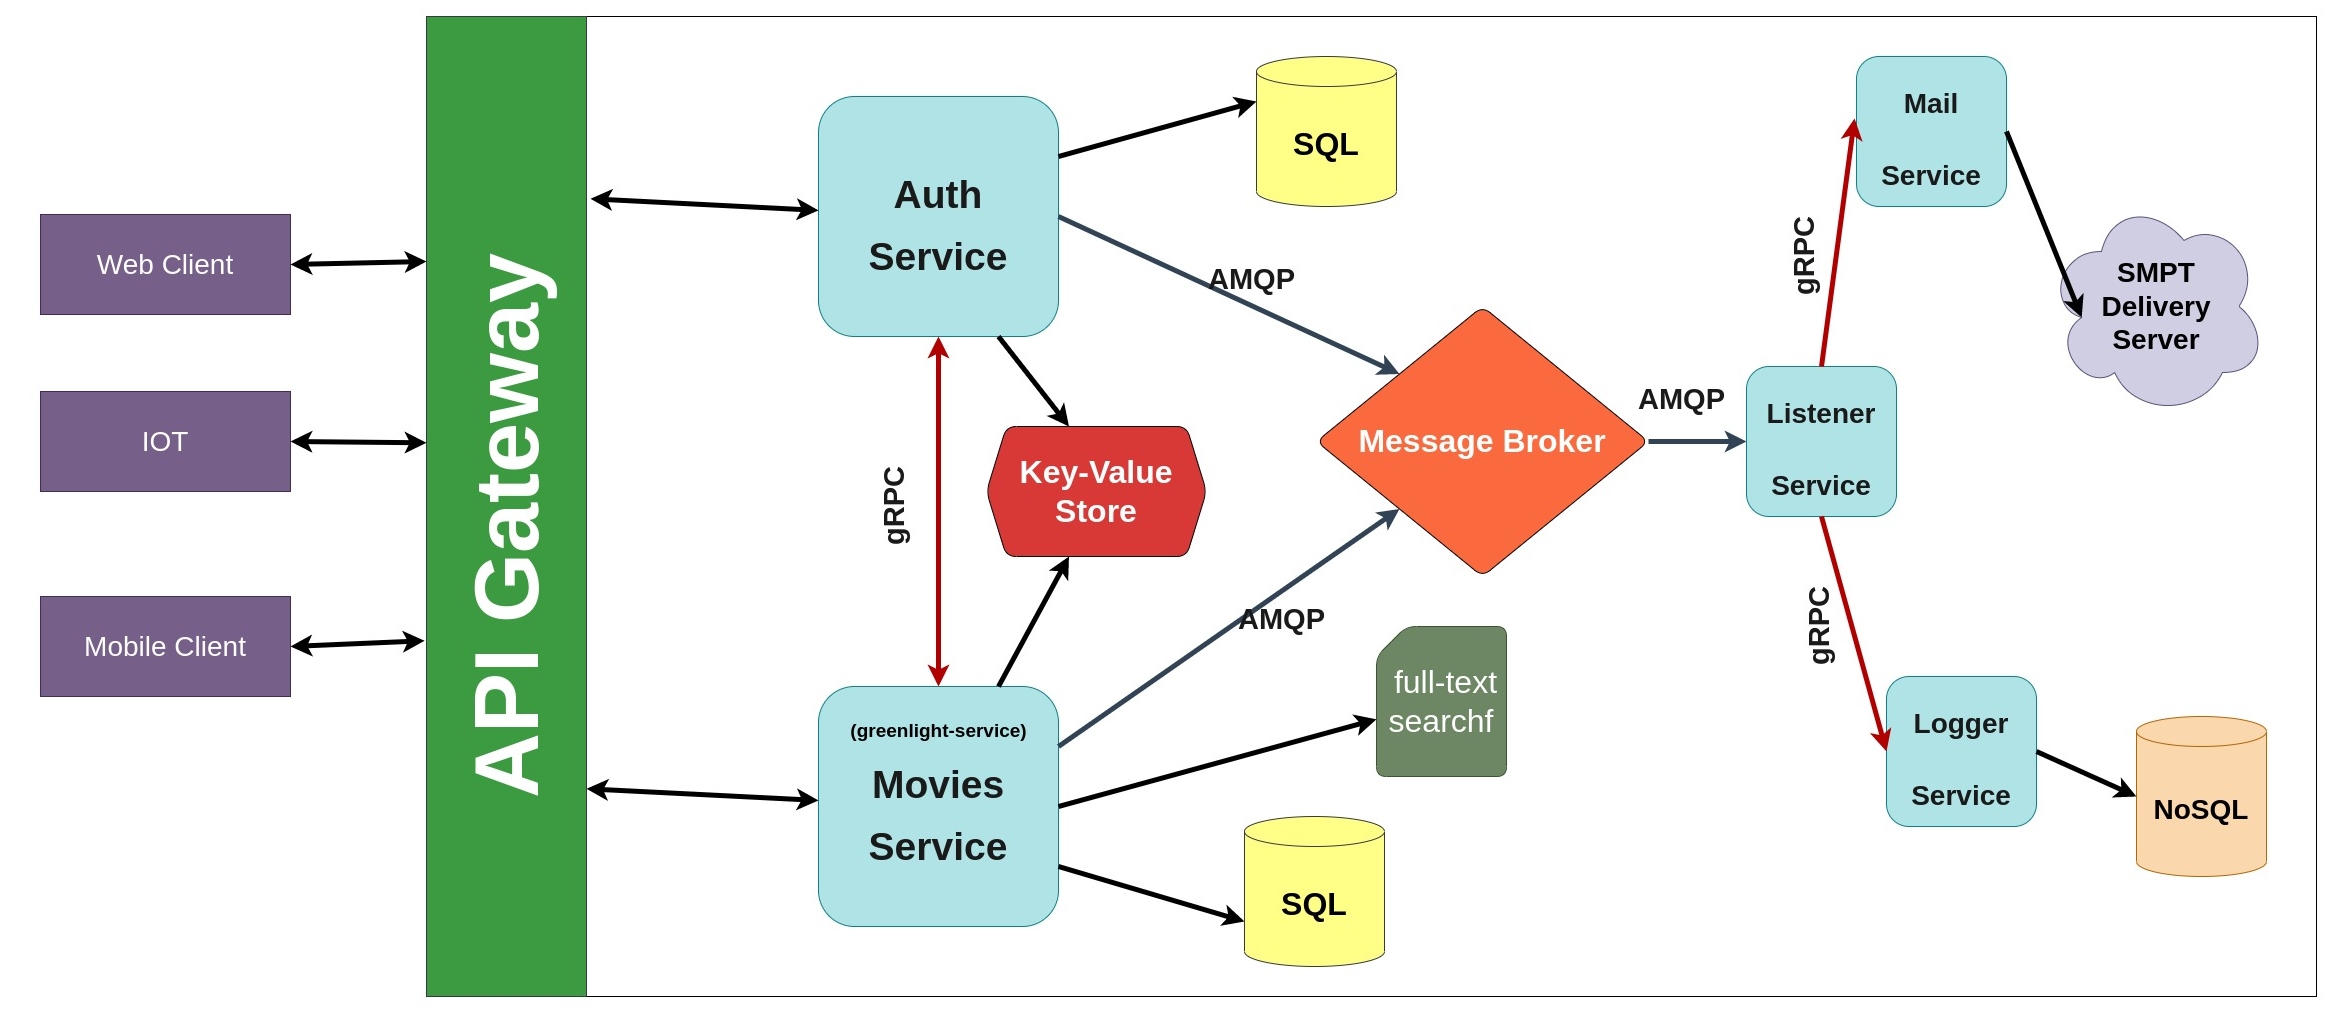 Web Client
IOT
Mobile Client
API Gateway
Auth
Service
gRPC
(greenlight-service)
Movies
Service
Key-Value
Store
SQL
AMQP
AMQP
Message Broker
full-text
searchf
SQL
AMQP
Listener
Service
gRPC
gRPC
Mail
Service
SMPT
Delivery
Server
Logger
Service
NoSQL